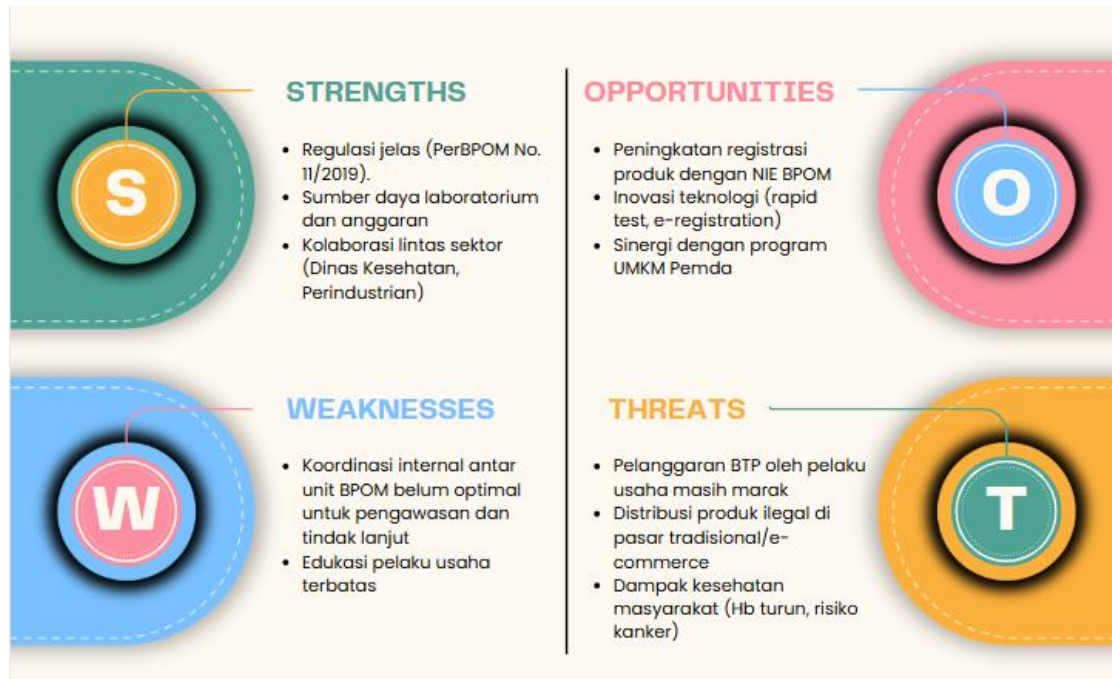 S
STRENGTHS
• Regulasi jelas (PerBPOM No.
11/2019).
• Sumber daya laboratorium
dan anggaran
• Kolaborasi lintas sektor
(Dinas Kesehatan,
Perindustrian)
OPPORTUNITIES
• Peningkatan registrasi
produk dengan NIE BPOM
• Inovasi teknologi (rapid
test, e-registration)
• Sinergi dengan program
UMKM Pemda
O
W
WEAKNESSES
• Koordinasi internal antar
unit BPOM belum optimal
untuk pengawasan dan
tindak lanjut
• Edukasi pelaku usaha
terbatas
THREATS
• Pelanggaran BTP oleh pelaku
usaha masih marak
• Distribusi produk ilegal di
pasar tradisional/e-
commerce
• Dampak kesehatan
masyarakat (Hb turun, risiko
kanker)
T